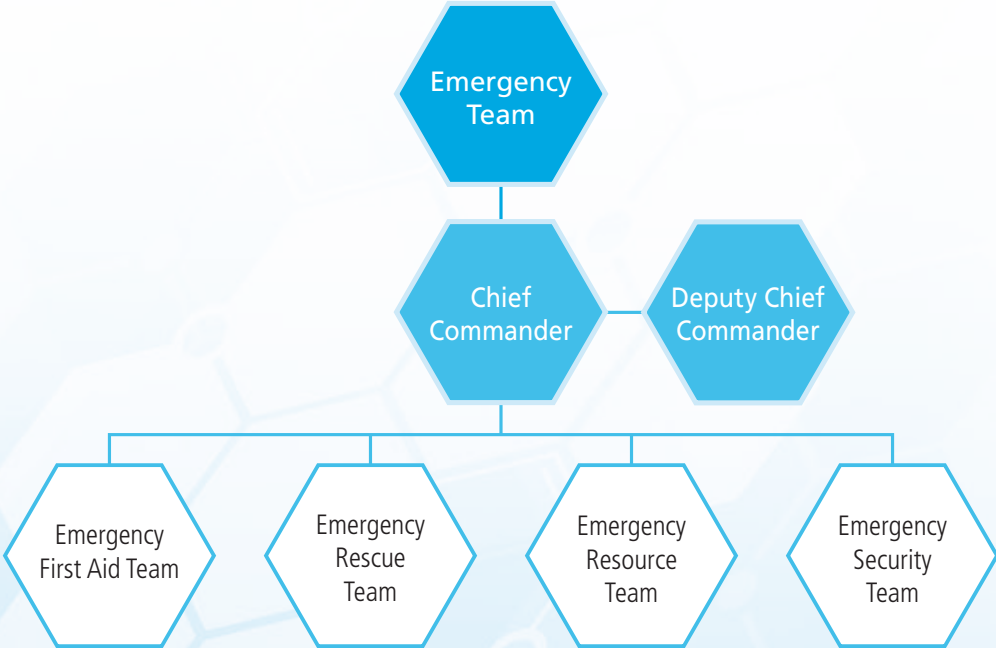 Emergency
Team
Chief
Commander
Deputy Chief
Commander
Emergency
First Aid Team
Emergency
Rescue
Team
Emergency
Resource
Team
Emergency
Security
Team